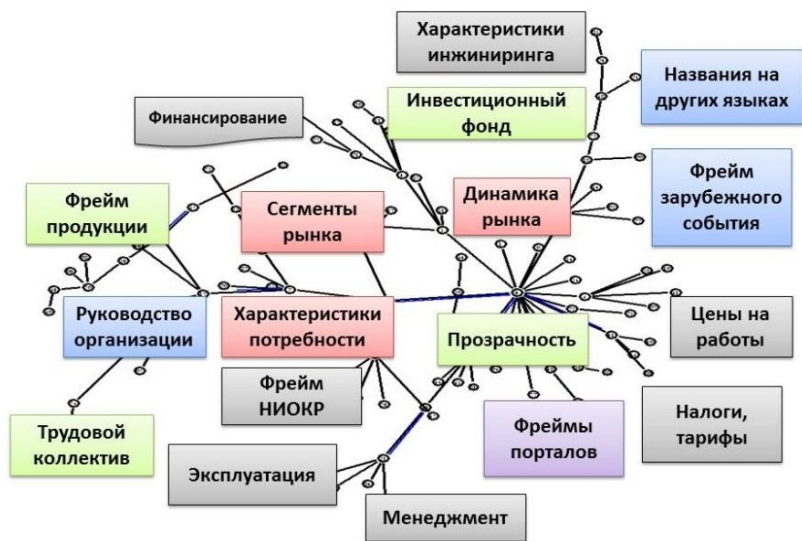 Характеристики
инжиниринга
Названия на
других языках
Инвестиционный
фонд
Финансирование
Фрейм
продукции
Сегменты
рынка
Динамика
рынка
Фрейм
зарубежного
события
Руководство
организации
Характеристики
потребности
Прозрачность
Цены на
работы
Фрейм
НИОКР
Трудовой
коллектив
Фреймы
порталов
Налоги,
тарифы
Эксплуатация
Менеджмент